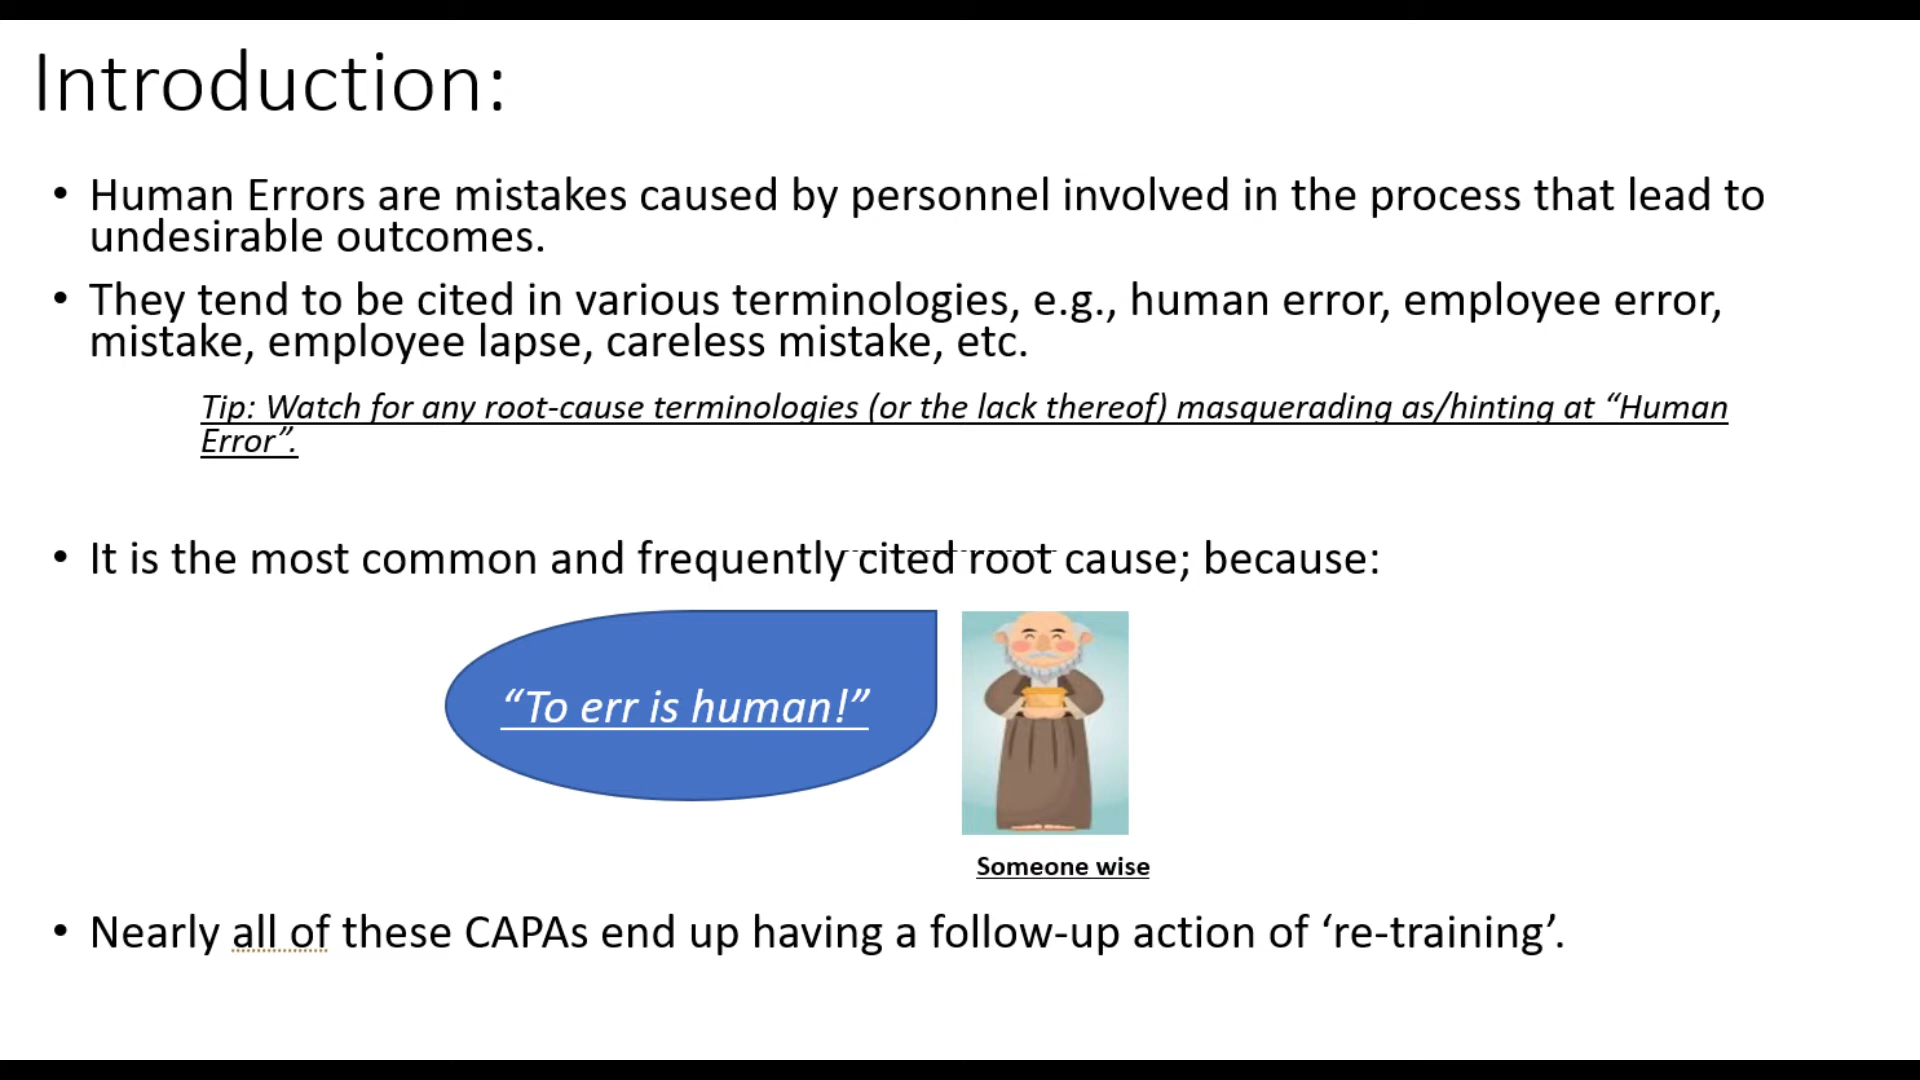 Introduction:
• Human Errors are mistakes caused by personnel involved in the process that lead to
undesirable outcomes.
• They tend to be cited in various terminologies, e.g., human error, employee error,
mistake, employee lapse, careless mistake, etc.
Tip: Watch for any root-cause terminologies (or the lack thereof) masquerading as/hinting at “Human
Error”.
• It is the most common and frequently cited root cause; because:
“To err is human!”
Someone wise
• Nearly all of these CAPAs end up having a follow-up action of ‘re-training’.